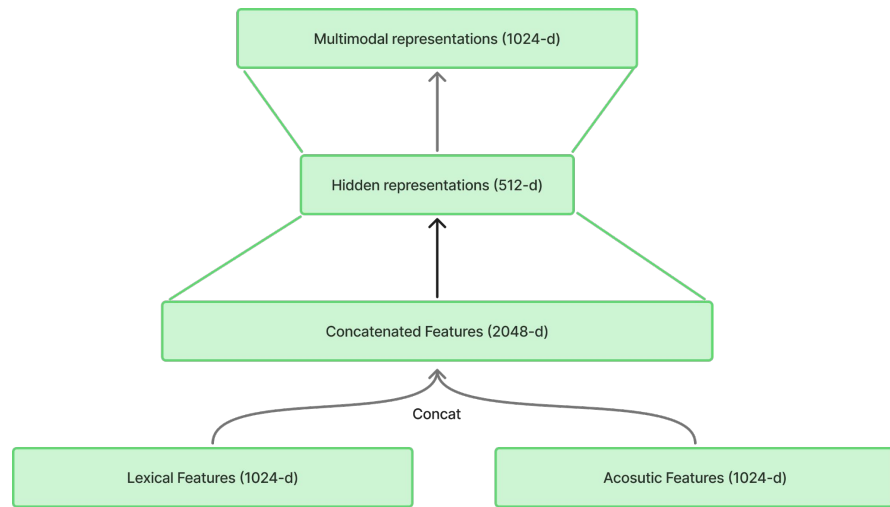 Multimodal representations (1024-d)
Hidden representations (512-d)
Concatenated Features (2048-d)
Concat
Lexical Features (1024-d)
Acosutic Features (1024-d)